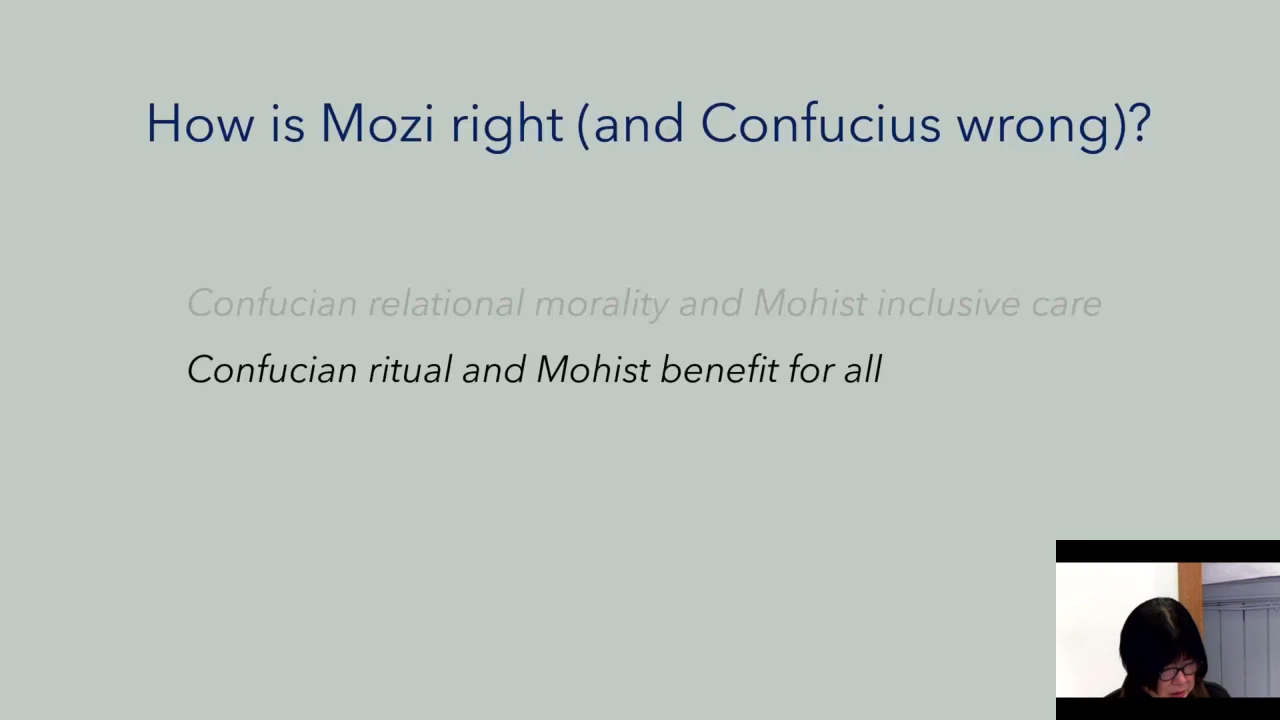 How is Mozi right (and Confucius wrong)?
Confucian relational morality and Mohist inclusive care
Confucian ritual and Mohist benefit for all